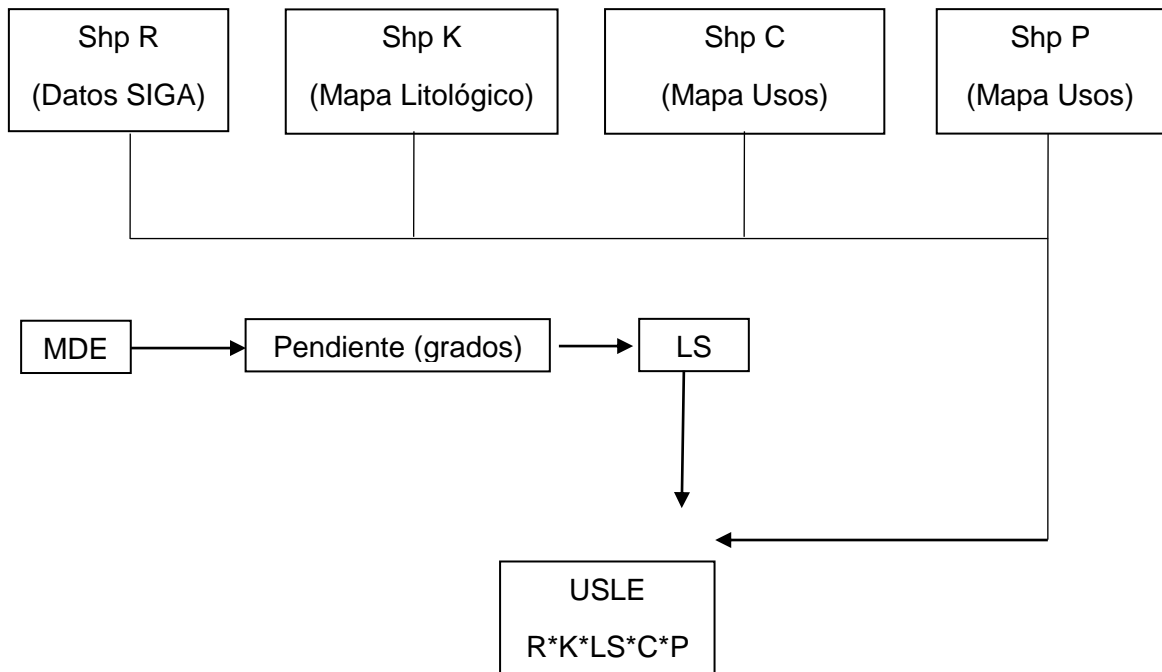 Shp R
(Datos SIGA)
Shp K
(Mapa Litológico)
Shp C
(Mapa Usos)
Shp P
(Mapa Usos)
MDE
Pendiente (grados)
LS
USLE
R*K*LS*C*P